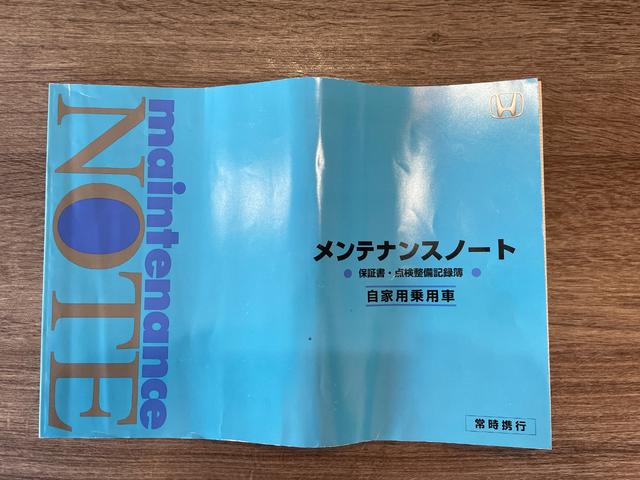 maintenance
NOTE
メンテナンスノート
● 保証書・点検整備記録簿 ●
自家用乗用車
常時携行